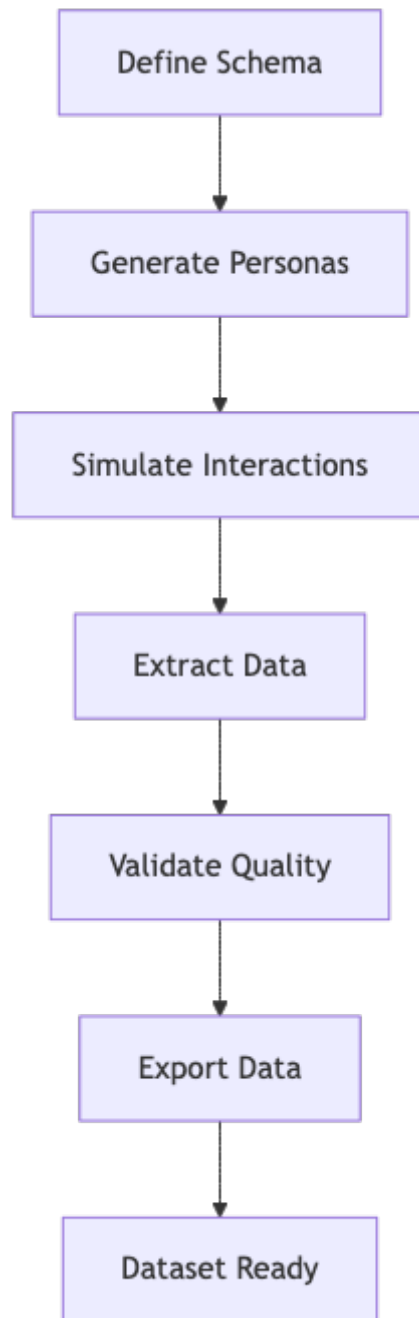 Define Schema
Generate Personas
Simulate Interactions
Extract Data
Validate Quality
Export Data
Dataset Ready